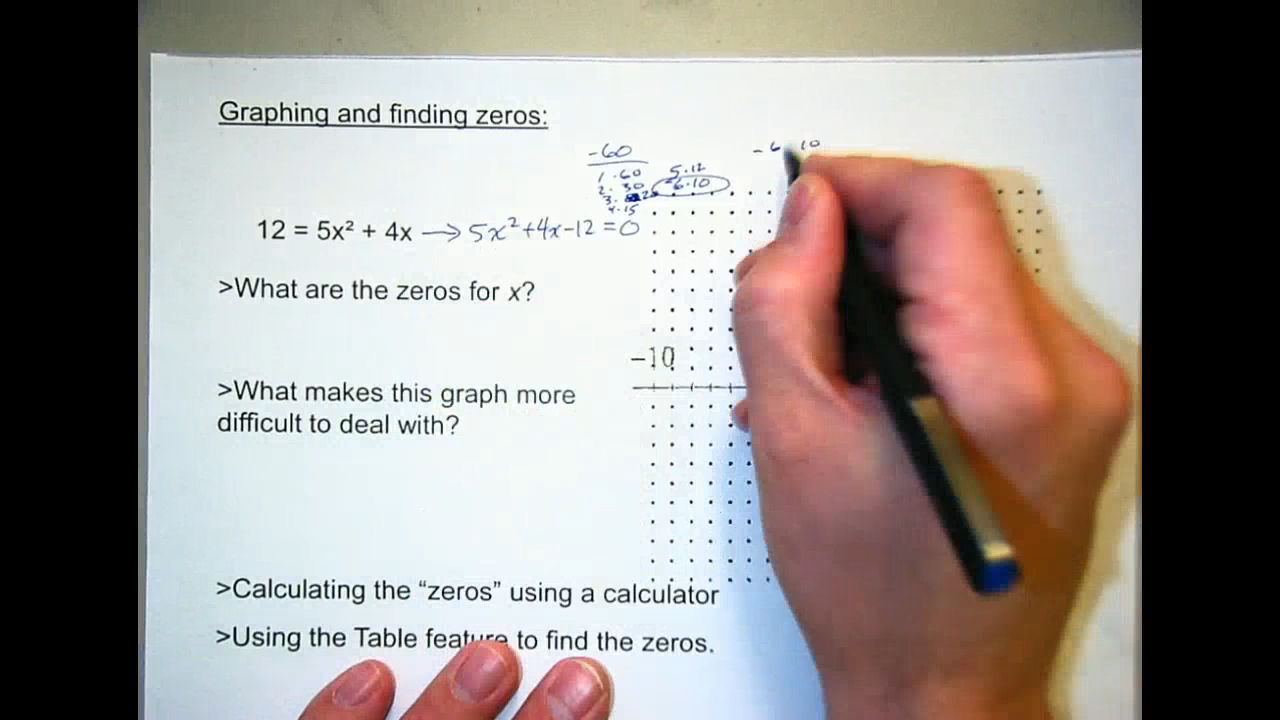 Graphing and finding zeros:
-60
1 · 60
2 · 30
3 ·
4 · 15
5 · 12
-6 · 10
- 6 10
12 = 5x² + 4x → 5x² + 4x - 12 = 0
>What are the zeros for x?
-10
>What makes this graph more
difficult to deal with?
>Calculating the “zeros” using a calculator
>Using the Table feature to find the zeros.